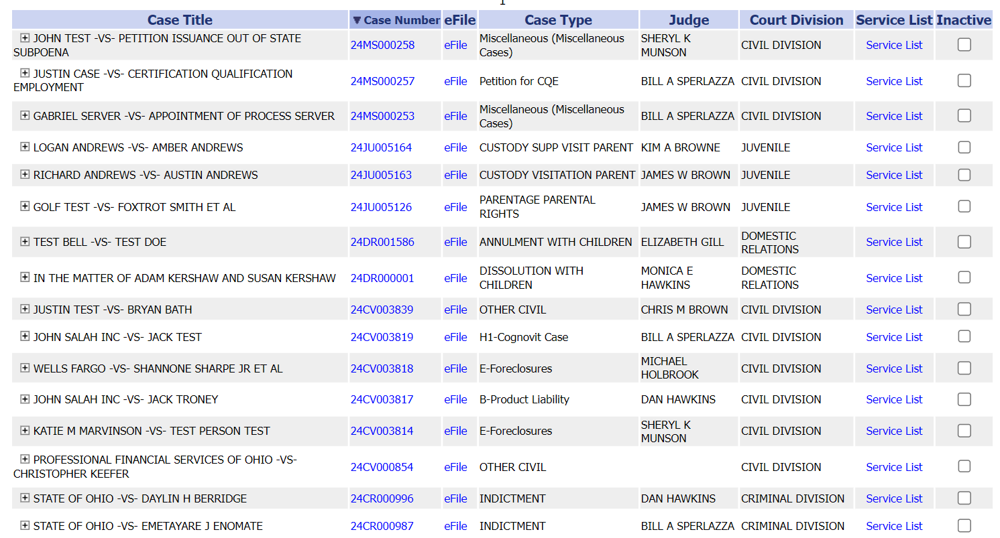 1
Case Title ▼ Case Number eFile Case Type Judge Court Division Service List Inactive
JOHN TEST -VS- PETITION ISSUANCE OUT OF STATE
SUBPOENA
24MS000258 eFile
Miscellaneous (Miscellaneous
Cases)
SHERYL K
MUNSON
CIVIL DIVISION Service List
JUSTIN CASE -VS- CERTIFICATION QUALIFICATION
EMPLOYMENT
24MS000257 eFile Petition for CQE BILL A SPERLAZZA CIVIL DIVISION Service List
GABRIEL SERVER -VS- APPOINTMENT OF PROCESS SERVER 24MS000253 eFile
Miscellaneous (Miscellaneous
Cases)
BILL A SPERLAZZA CIVIL DIVISION Service List
LOGAN ANDREWS -VS- AMBER ANDREWS 24JU005164 eFile CUSTODY SUPP VISIT PARENT KIM A BROWNE JUVENILE Service List
RICHARD ANDREWS -VS- AUSTIN ANDREWS 24JU005163 eFile CUSTODY VISITATION PARENT JAMES W BROWN JUVENILE Service List
GOLF TEST -VS- FOXTROT SMITH ET AL 24JU005126 eFile
PARENTAGE PARENTAL
RIGHTS
JAMES W BROWN JUVENILE Service List
TEST BELL -VS- TEST DOE 24DR001586 eFile ANNULMENT WITH CHILDREN ELIZABETH GILL
DOMESTIC
RELATIONS
Service List
IN THE MATTER OF ADAM KERSHAW AND SUSAN KERSHAW 24DR000001 eFile
DISSOLUTION WITH
CHILDREN
MONICA E
HAWKINS
DOMESTIC
RELATIONS
Service List
JUSTIN TEST -VS- BRYAN BATH 24CV003839 eFile OTHER CIVIL CHRIS M BROWN CIVIL DIVISION Service List
JOHN SALAH INC -VS- JACK TEST 24CV003819 eFile H1-Cognovit Case BILL A SPERLAZZA CIVIL DIVISION Service List
WELLS FARGO -VS- SHANNONE SHARPE JR ET AL 24CV003818 eFile E-Foreclosures
MICHAEL
HOLBROOK
CIVIL DIVISION Service List
JOHN SALAH INC -VS- JACK TRONEY 24CV003817 eFile B-Product Liability DAN HAWKINS CIVIL DIVISION Service List
KATIE M MARVINSON -VS- TEST PERSON TEST 24CV003814 eFile E-Foreclosures
SHERYL K
MUNSON
CIVIL DIVISION Service List
PROFESSIONAL FINANCIAL SERVICES OF OHIO -VS-
CHRISTOPHER KEEFER
24CV000854 eFile OTHER CIVIL CIVIL DIVISION Service List
STATE OF OHIO -VS- DAYLIN H BERRIDGE 24CR000996 eFile INDICTMENT DAN HAWKINS CRIMINAL DIVISION Service List
STATE OF OHIO -VS- EMETAYARE J ENOMATE 24CR000987 eFile INDICTMENT BILL A SPERLAZZA CRIMINAL DIVISION Service List